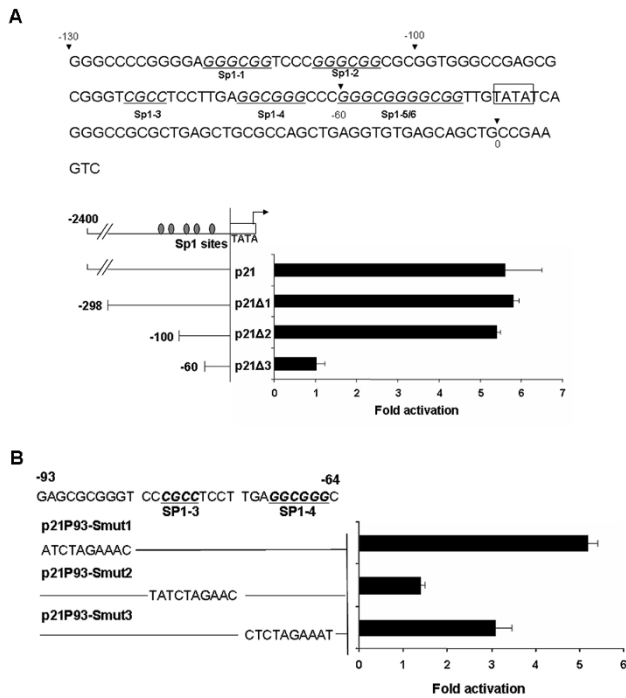 A
-130 -100
GGGCCCCGGGGAGGGCGGTCCCGGGCGGCGCGGTGGGCCGAGCG
Sp1-1 Sp1-2
CGGGTCGCCTCCTTGAGGCGGGCCCGGGCGGGGCGGTTGTATATCA
Sp1-3 Sp1-4 -60 Sp1-5/6
GGGCCGCGCTGAGCTGCGCCAGCTGAGGTGTGAGCAGCTGCCGAA
0
GTC
-2400
Sp1 sites TATA
p21
-298 p21Δ1
-100 p21Δ2
-60 p21Δ3
0 1 2 3 4 5 6 7
Fold activation
B
-93 -64
GAGCGCGGGT CCCGCCTCCT TGAGGCGGGC
SP1-3 SP1-4
p21P93-Smut1
ATCTAGAAAC
p21P93-Smut2
TATCTAGAAC
p21P93-Smut3
CTCTAGAAAT
0 1 2 3 4 5 6
Fold activation